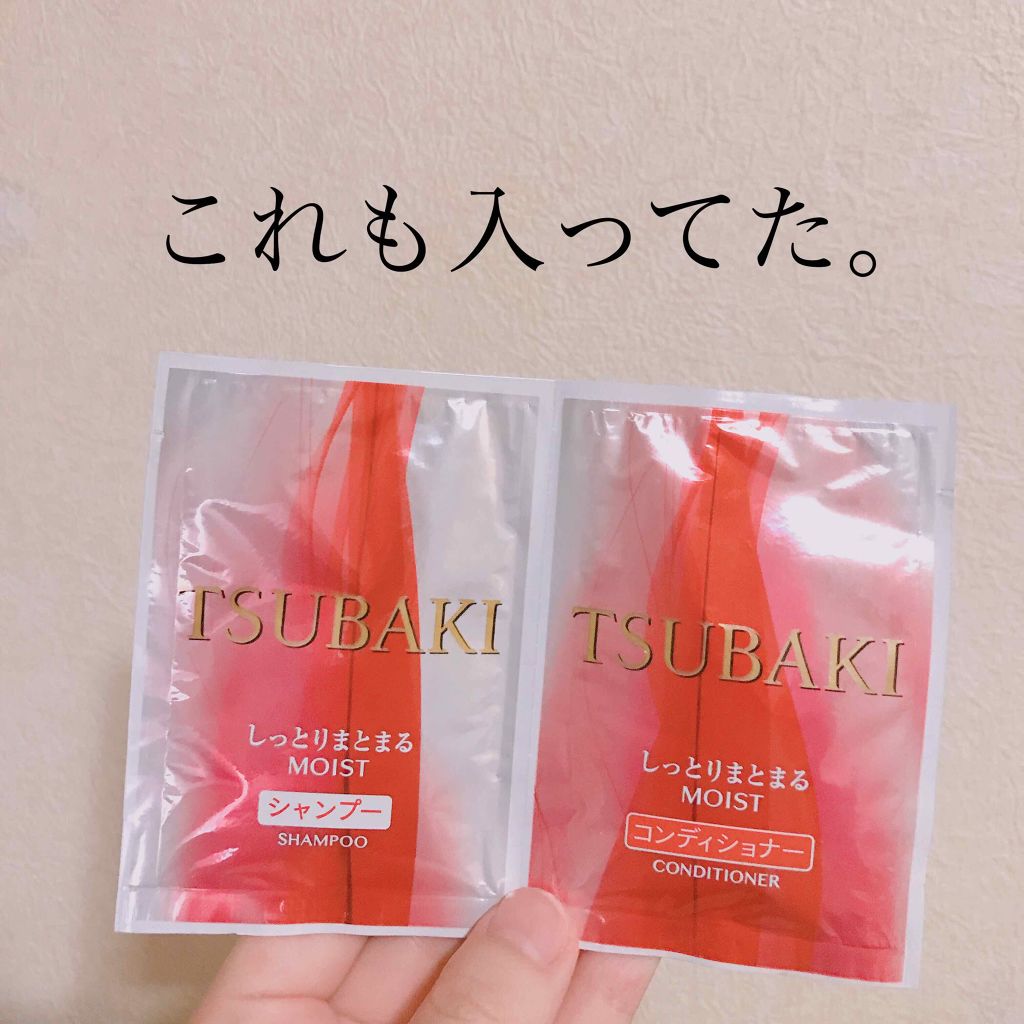 これも入ってた。
TSUBAKI
しっとりまとまる
MOIST
シャンプー
SHAMPOO
TSUBAKI
しっとりまとまる
MOIST
コンディショナー
CONDITIONER